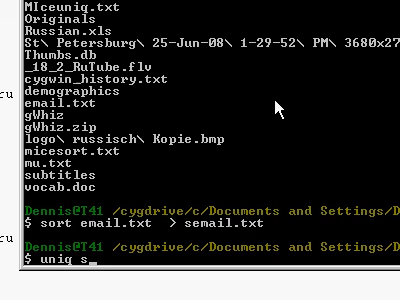 MIceuniq.txt
Originals
Russian.xls
St\ Petersburg\ 25-Jun-08\ 1-29-52\ PM\ 3680x27
Thumbs.db
_18_2_RuTube.flv
cygwin_history.txt
ru demographics
email.txt
gWhiz
gWhiz.zip
logo\ russisch\ Kopie.bmp
micesort.txt
mu.txt
subtitles
vocab.doc
Dennis@T41 /cygdrive/c/Documents and Settings/D
$ sort email.txt  > semail.txt
ru
Dennis@T41 /cygdrive/c/Documents and Settings/D
$ uniq s_